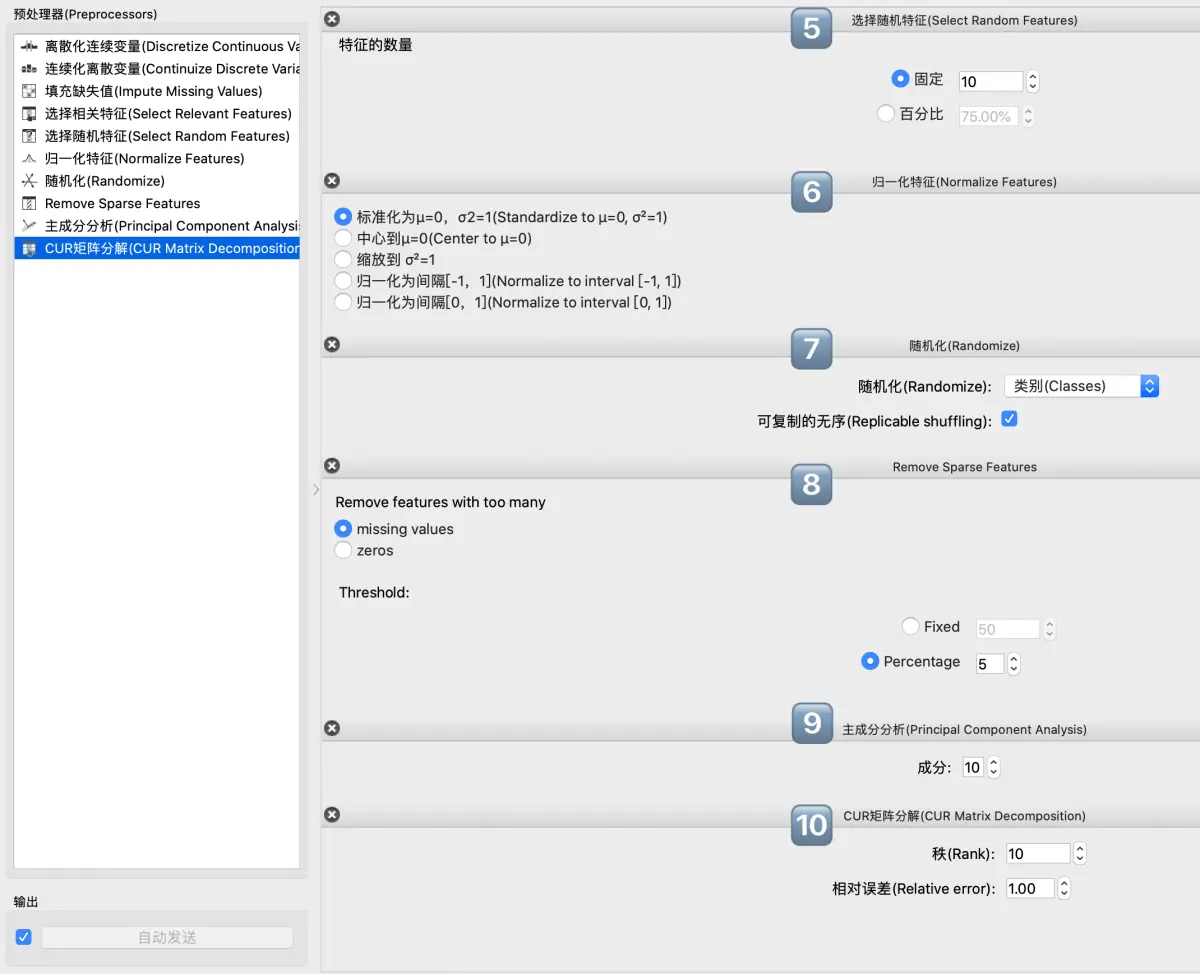 预处理器(Preprocessors)
离散化连续变量(Discretize Continuous Va
连续化离散变量(Continuize Discrete Varia
填充缺失值(Impute Missing Values)
选择相关特征(Select Relevant Features)
选择随机特征(Select Random Features)
归一化特征(Normalize Features)
随机化(Randomize)
Remove Sparse Features
主成分分析(Principal Component Analysi
CUR矩阵分解(CUR Matrix Decomposition
输出
自动发送
5 选择随机特征(Select Random Features)
特征的数量
固定 10
百分比 75.00%
6 归一化特征(Normalize Features)
标准化为μ=0，σ2=1(Standardize to μ=0, σ²=1)
中心到μ=0(Center to μ=0)
缩放到 σ²=1
归一化为间隔[-1，1](Normalize to interval [-1, 1])
归一化为间隔[0，1](Normalize to interval [0, 1])
7 随机化(Randomize)
随机化(Randomize): 类别(Classes)
可复制的无序(Replicable shuffling):
8 Remove Sparse Features
Remove features with too many
missing values
zeros
Threshold:
Fixed 50
Percentage 5
9 主成分分析(Principal Component Analysis)
成分: 10
10 CUR矩阵分解(CUR Matrix Decomposition)
秩(Rank): 10
相对误差(Relative error): 1.00